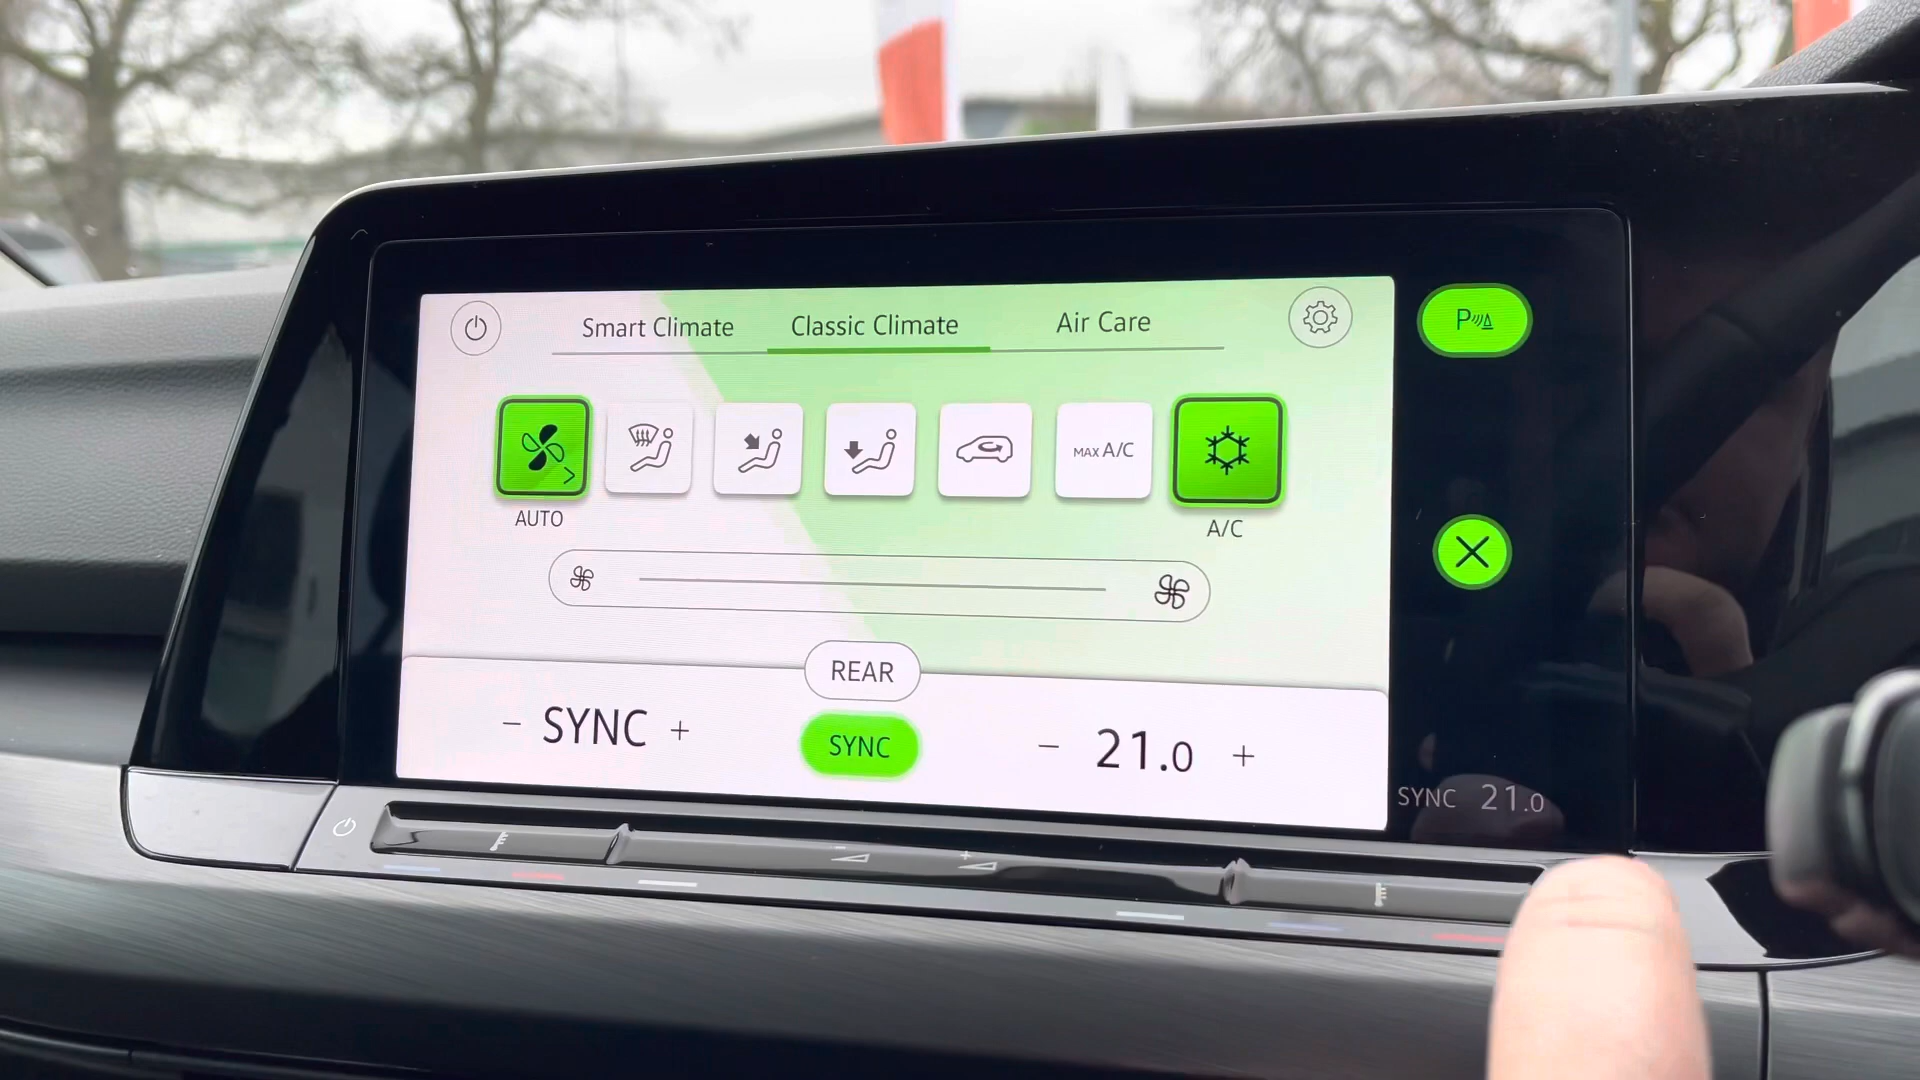 Smart Climate Classic Climate Air Care
P
MAX A/C
AUTO
A/C
REAR
- SYNC +
SYNC
- 21.0 +
SYNC 21.0